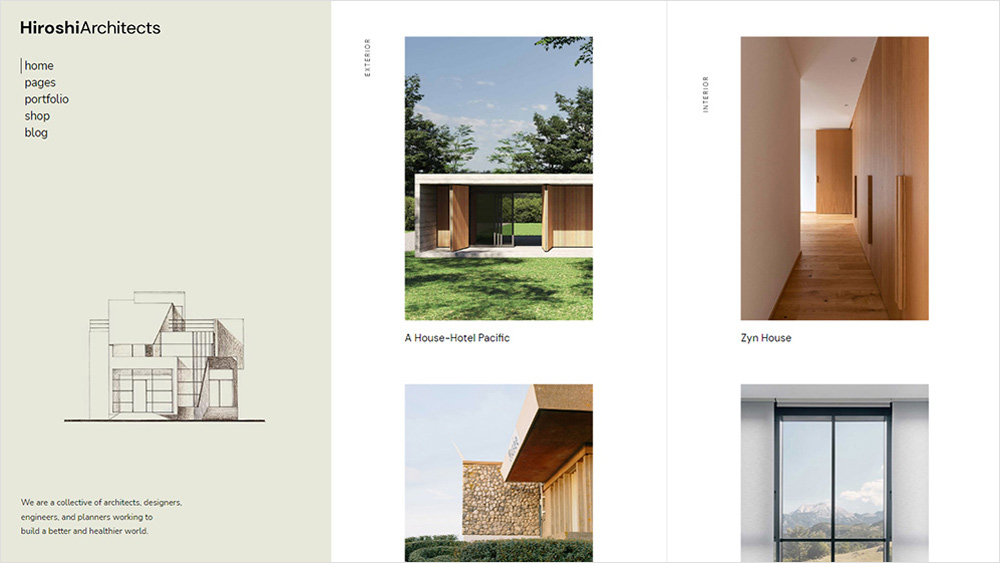 HiroshiArchitects
home
pages
portfolio
shop
blog
We are a collective of architects, designers,
engineers, and planners working to
build a better and healthier world.
EXTERIOR
A House-Hotel Pacific
INTERIOR
Zyn House